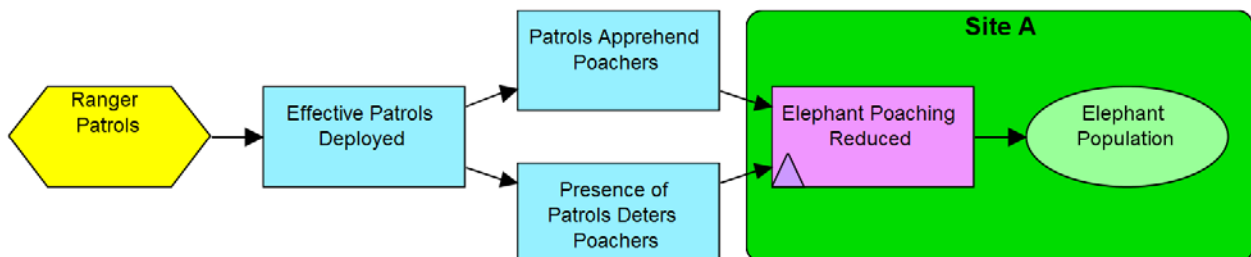 Ranger
Patrols
Effective Patrols
Deployed
Patrols Apprehend
Poachers
Presence of
Patrols Deters
Poachers
Site A
Elephant Poaching
Reduced
Elephant
Population